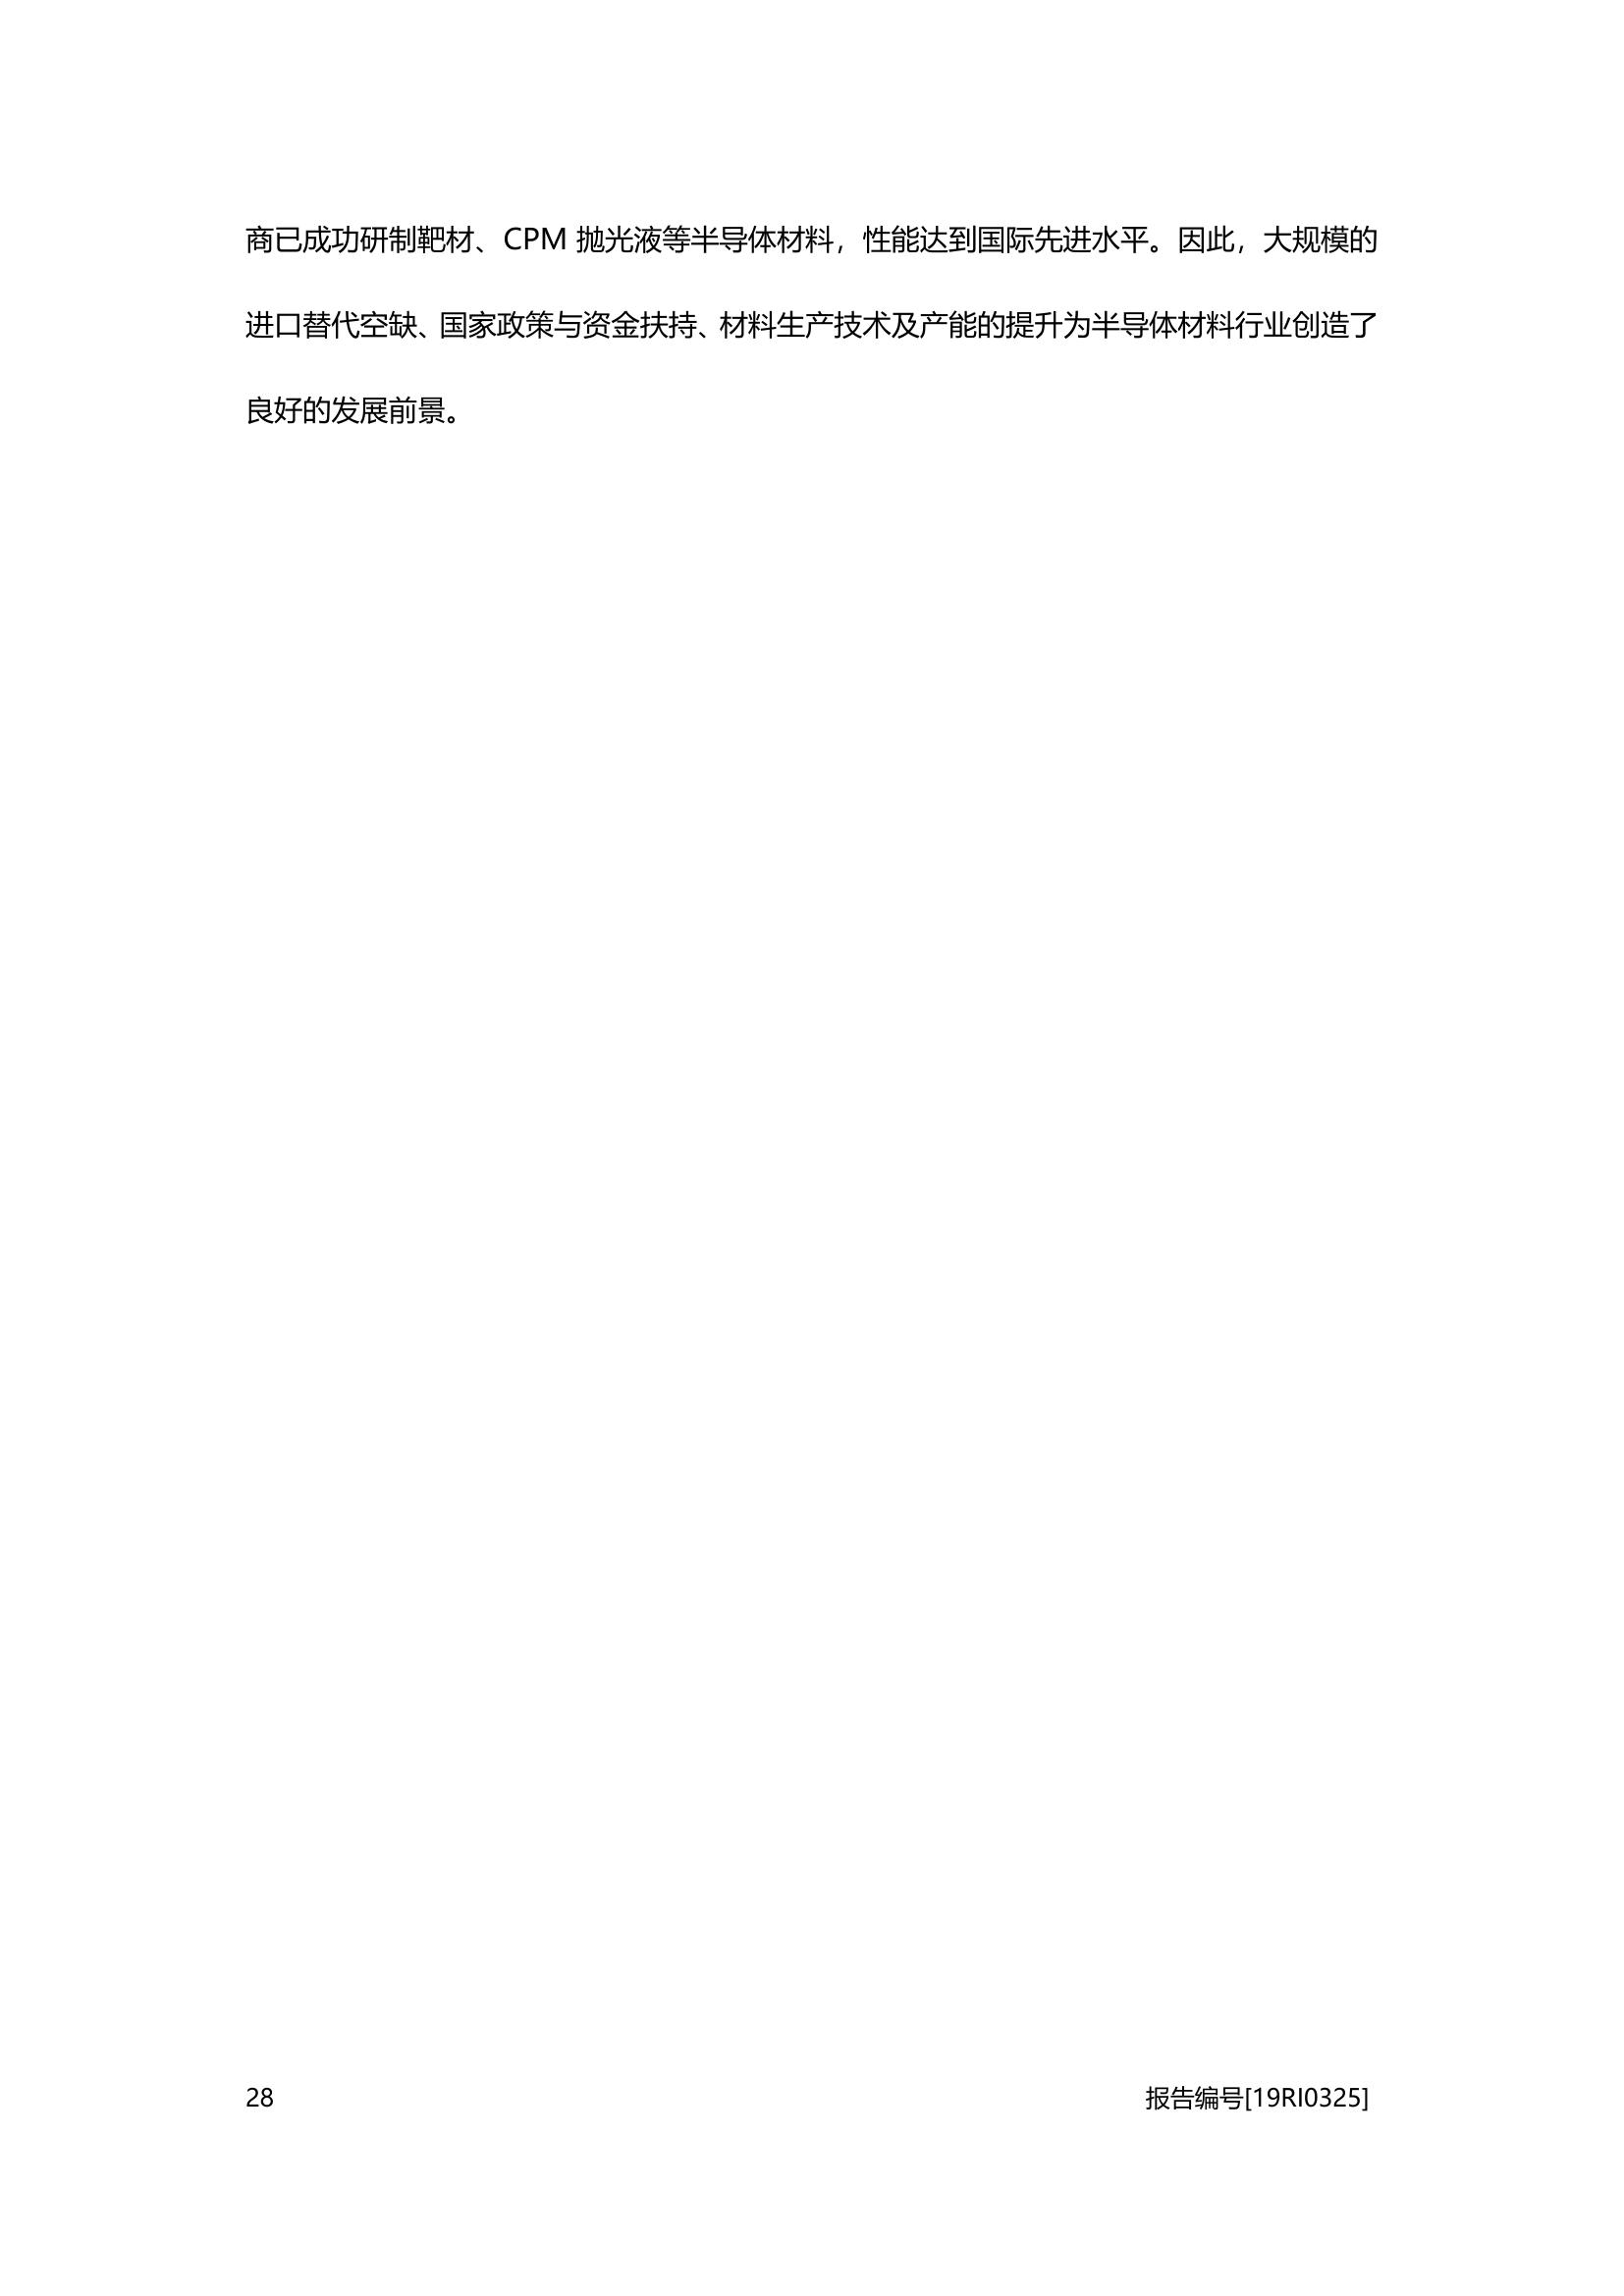 商已成功研制靶材、CPM 抛光液等半导体材料，性能达到国际先进水平。因此，大规模的
进口替代空缺、国家政策与资金扶持、材料生产技术及产能的提升为半导体材料行业创造了
良好的发展前景。
28 报告编号[19RI0325]